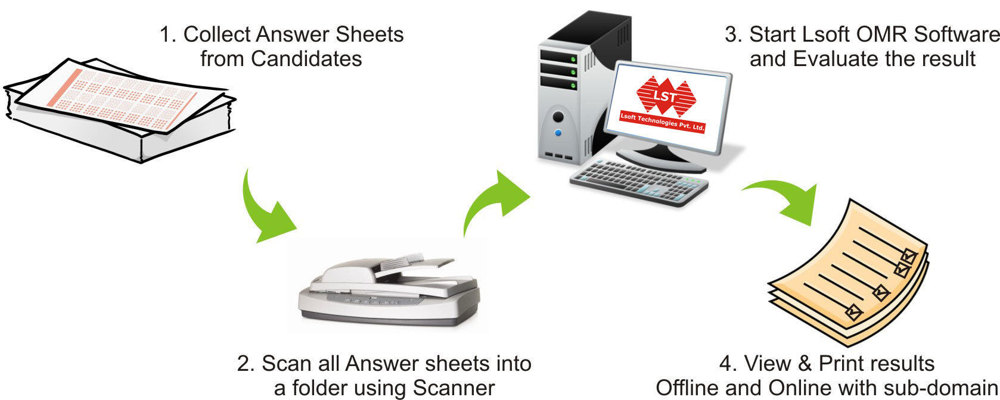 1. Collect Answer Sheets
from Candidates
3. Start Lsoft OMR Software
and Evaluate the result
LST
Lsoft Technologies Pvt. Ltd.
2. Scan all Answer sheets into
a folder using Scanner
4. View & Print results
Offline and Online with sub-domain